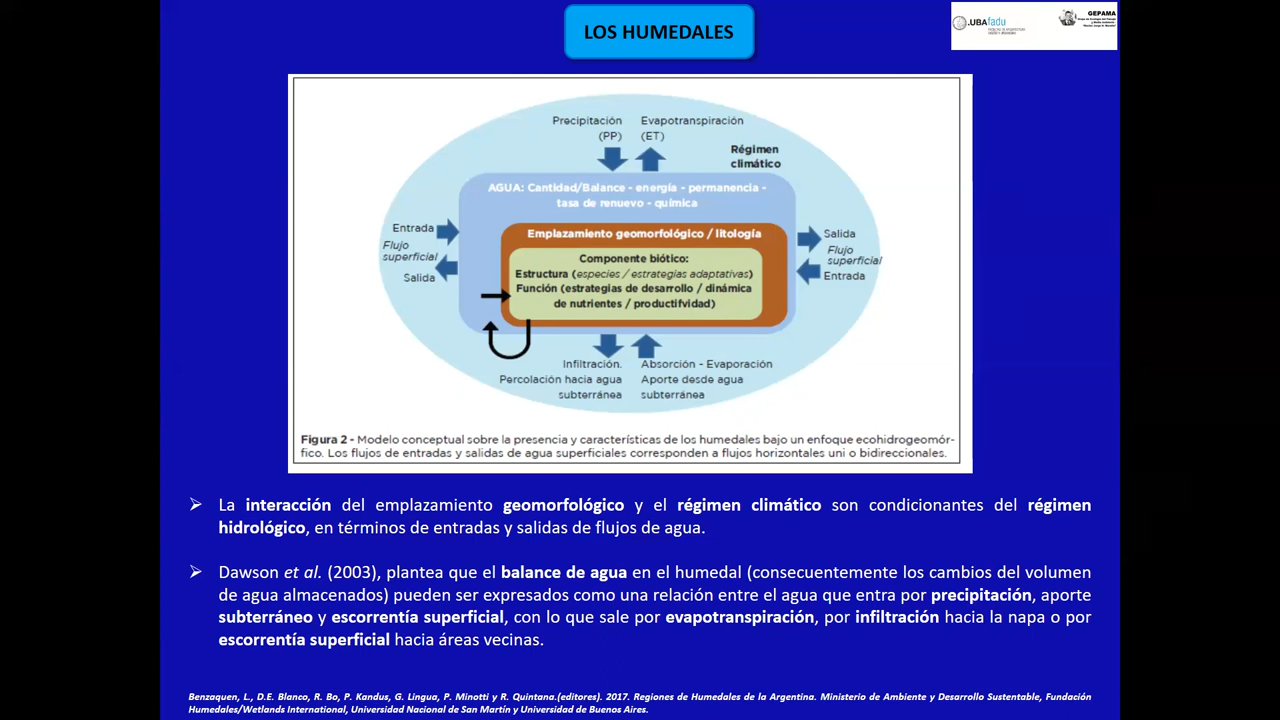 LOS HUMEDALES
.UBAfadu
GEPAMA
Precipitación
(PP)
Evapotranspiración
(ET)
Régimen
climático
AGUA: Cantidad/Balance - energía - permanencia -
tasa de renuevo - química
Entrada
Flujo
superficial
Salida
Emplazamiento geomorfológico / litología
Componente biótico:
Estructura (especies / estrategias adaptativas)
Función (estrategias de desarrollo / dinámica
de nutrientes / productifvidad)
Salida
Flujo
superficial
Entrada
Infiltración.
Percolación hacia agua
subterránea
Absorción - Evaporación
Aporte desde agua
subterránea
Figura 2 - Modelo conceptual sobre la presencia y características de los humedales bajo un enfoque ecohidrogeomór-
fico. Los flujos de entradas y salidas de agua superficiales corresponden a flujos horizontales uni o bidireccionales.
➢ La interacción del emplazamiento geomorfológico y el régimen climático son condicionantes del régimen
hidrológico, en términos de entradas y salidas de flujos de agua.
➢ Dawson et al. (2003), plantea que el balance de agua en el humedal (consecuentemente los cambios del volumen
de agua almacenados) pueden ser expresados como una relación entre el agua que entra por precipitación, aporte
subterráneo y escorrentía superficial, con lo que sale por evapotranspiración, por infiltración hacia la napa o por
escorrentía superficial hacia áreas vecinas.
Benzaquen, L., D.E. Blanco, R. Bo, P. Kandus, G. Lingua, P. Minotti y R. Quintana.(editores). 2017. Regiones de Humedales de la Argentina. Ministerio de Ambiente y Desarrollo Sustentable, Fundación
Humedales/Wetlands International, Universidad Nacional de San Martín y Universidad de Buenos Aires.